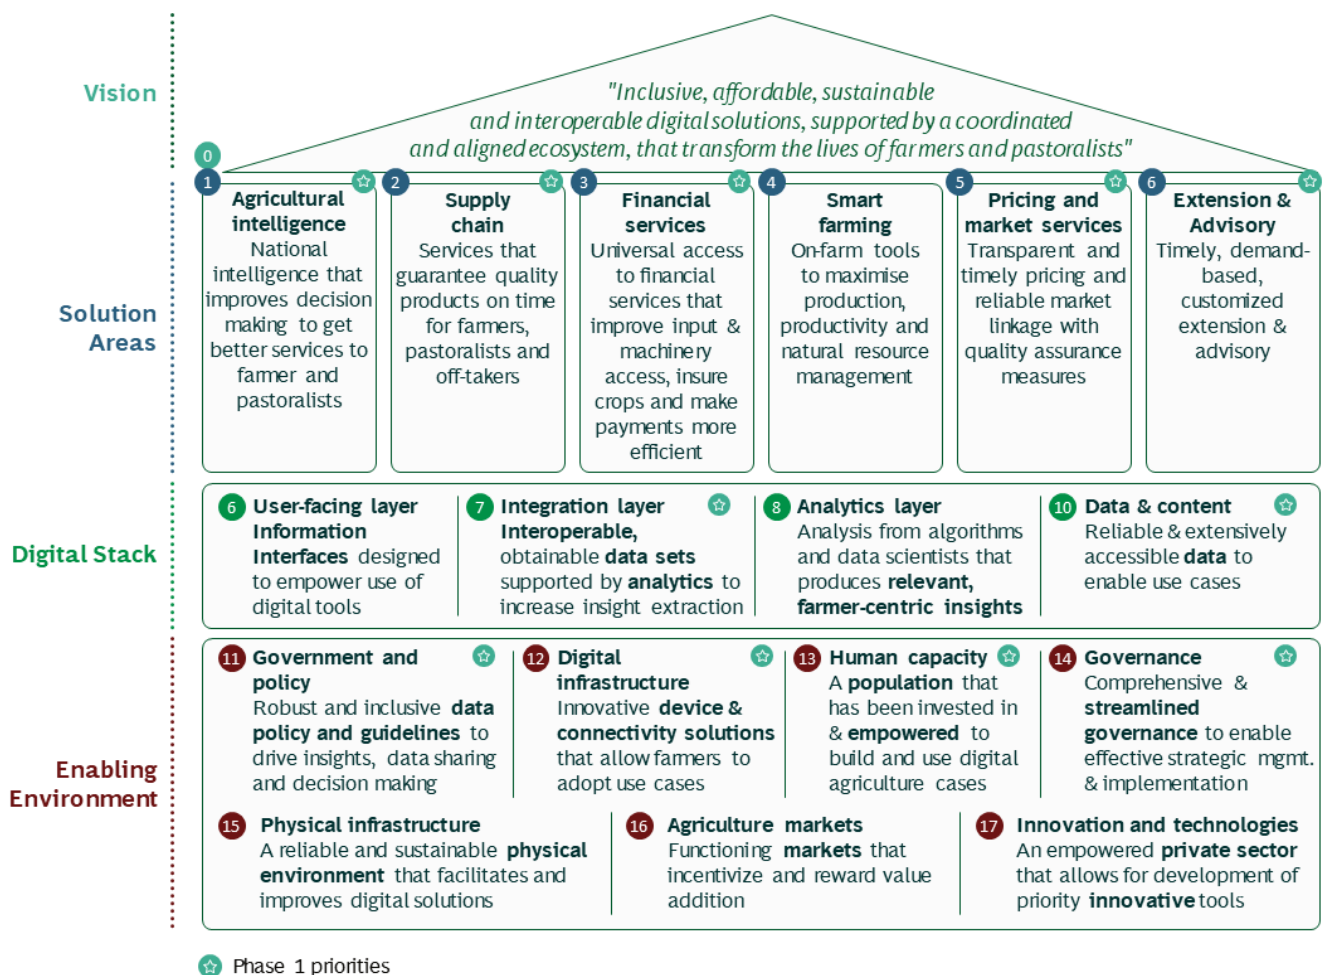 Vision
"Inclusive, affordable, sustainable
and interoperable digital solutions, supported by a coordinated
and aligned ecosystem, that transform the lives of farmers and pastoralists"
0
Solution
Areas
1
Agricultural
intelligence
National
intelligence that
improves decision
making to get
better services to
farmer and
pastoralists
2
Supply
chain
Services that
guarantee quality
products on time
for farmers,
pastoralists and
off-takers
3
Financial
services
Universal access
to financial
services that
improve input &
machinery
access, insure
crops and make
payments more
efficient
4
Smart
farming
On-farm tools
to maximise
production,
productivity and
natural resource
management
5
Pricing and
market services
Transparent and
timely pricing and
reliable market
linkage with
quality assurance
measures
6
Extension &
Advisory
Timely, demand-
based,
customized
extension &
advisory
Digital Stack
6
User-facing layer
Information
Interfaces designed
to empower use of
digital tools
7
Integration layer
Interoperable,
obtainable data sets
supported by analytics to
increase insight extraction
8
Analytics layer
Analysis from algorithms
and data scientists that
produces relevant,
farmer-centric insights
10
Data & content
Reliable & extensively
accessible data to
enable use cases
Enabling
Environment
11
Government and
policy
Robust and inclusive data
policy and guidelines to
drive insights, data sharing
and decision making
12
Digital
infrastructure
Innovative device &
connectivity solutions
that allow farmers to
adopt use cases
13
Human capacity
A population that
has been invested in
& empowered to
build and use digital
agriculture cases
14
Governance
Comprehensive &
streamlined
governance to enable
effective strategic mgmt.
& implementation
15
Physical infrastructure
A reliable and sustainable physical
environment that facilitates and
improves digital solutions
16
Agriculture markets
Functioning markets that
incentivize and reward value
addition
17
Innovation and technologies
An empowered private sector
that allows for development of
priority innovative tools
Phase 1 priorities